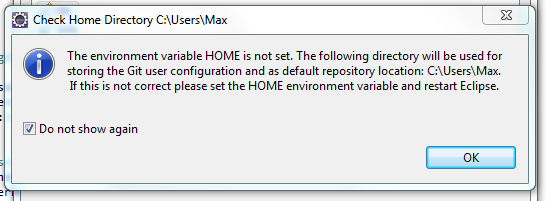 Check Home Directory C:\Users\Max
The environment variable HOME is not set. The following directory will be used for
storing the Git user configuration and as default repository location: C:\Users\Max.
If this is not correct please set the HOME environment variable and restart Eclipse.
Do not show again
OK